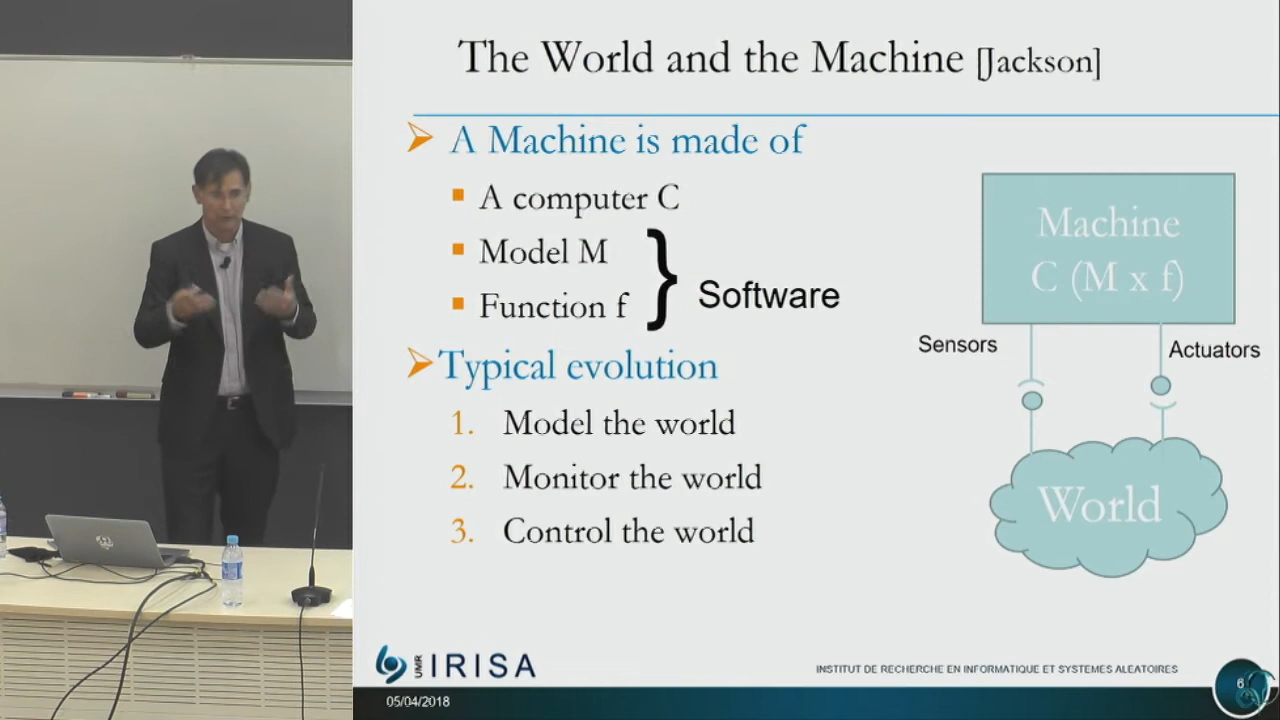 The World and the Machine [Jackson]
A Machine is made of
A computer C
Model M
Function f
} Software
Typical evolution
1. Model the world
2. Monitor the world
3. Control the world
Machine
C (M x f)
Sensors
Actuators
World
UMR IRISA
INSTITUT DE RECHERCHE EN INFORMATIQUE ET SYSTEMES ALEATOIRES
05/04/2018
6